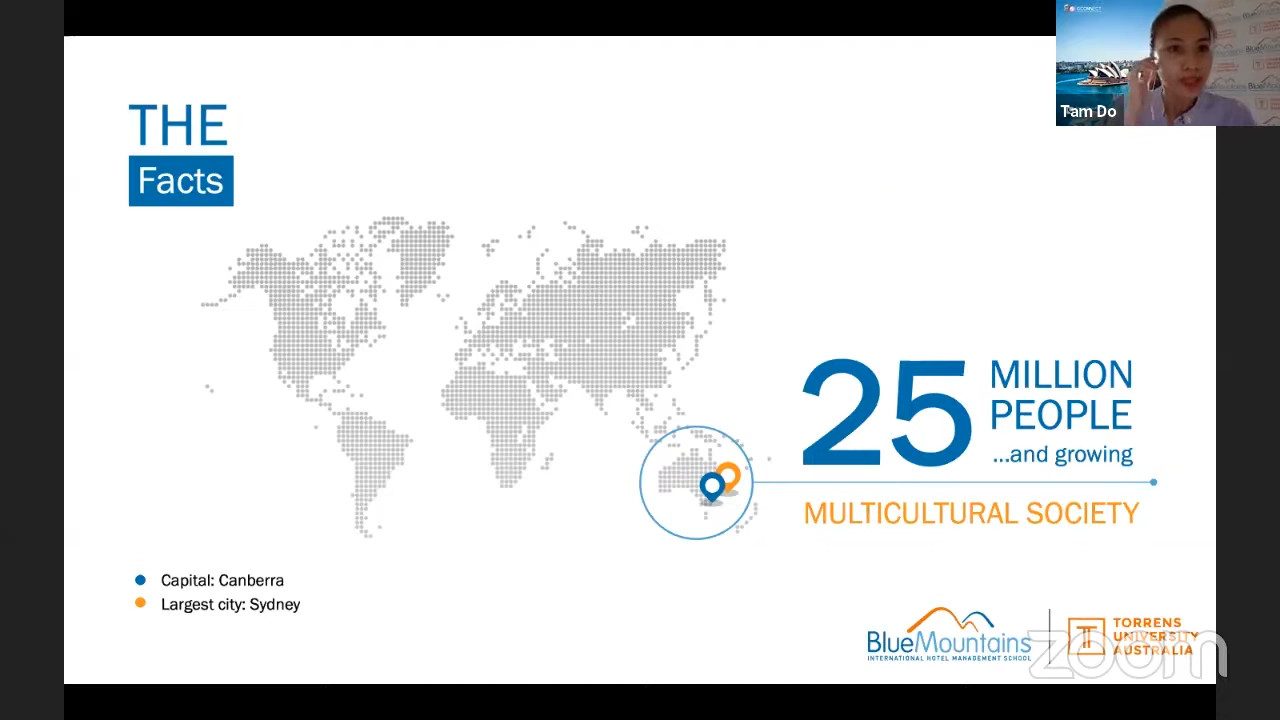 THE
Facts
Tam Do
25 MILLION
PEOPLE
...and growing
MULTICULTURAL SOCIETY
Capital: Canberra
Largest city: Sydney
BlueMountains
INTERNATIONAL HOTEL MANAGEMENT SCHOOL
TORRENS
UNIVERSITY
AUSTRALIA
zoom